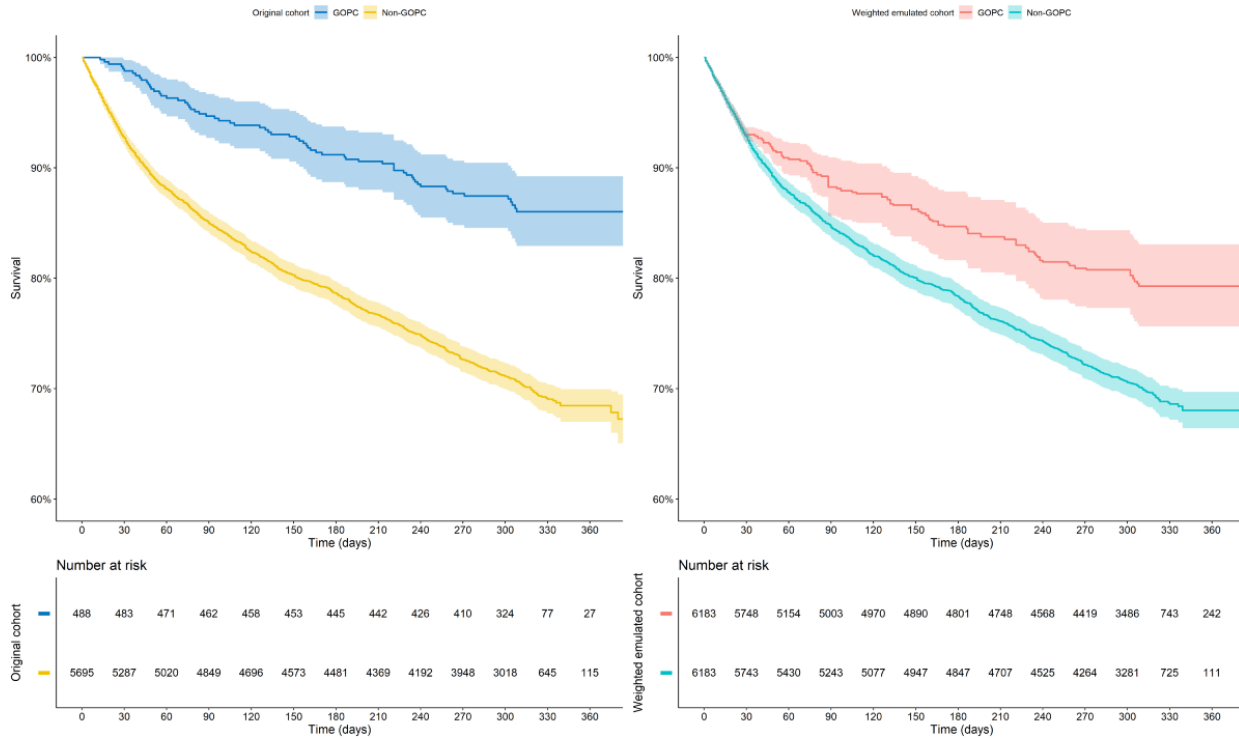 Original cohort GOPC Non-GOPC
100%
90%
80%
70%
60%
Survival
0 30 60 90 120 150 180 210 240 270 300 330 360
Time (days)
Number at risk
Original cohort
488 483 471 462 458 453 445 442 426 410 324 77 27
5695 5287 5020 4849 4696 4573 4481 4369 4192 3948 3018 645 115
0 30 60 90 120 150 180 210 240 270 300 330 360
Time (days)
Weighted emulated cohort GOPC Non-GOPC
100%
90%
80%
70%
60%
Survival
0 30 60 90 120 150 180 210 240 270 300 330 360
Time (days)
Number at risk
Weighted emulated cohort
6183 5748 5154 5003 4970 4890 4801 4748 4568 4419 3486 743 242
6183 5743 5430 5243 5077 4947 4847 4707 4525 4264 3281 725 111
0 30 60 90 120 150 180 210 240 270 300 330 360
Time (days)